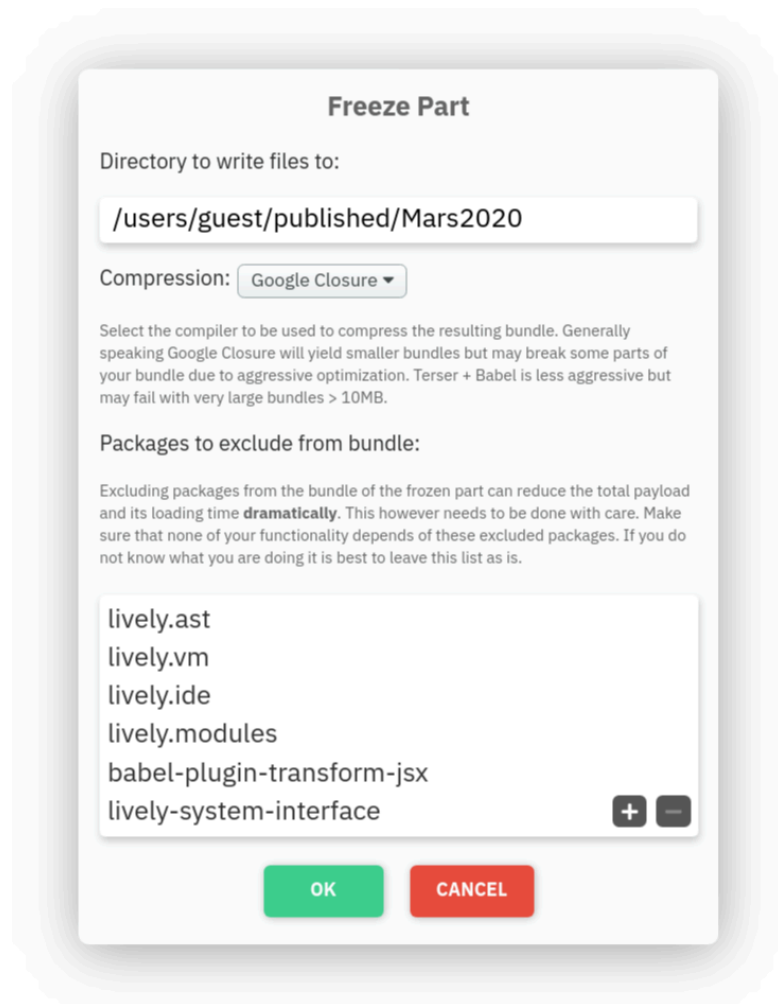 Freeze Part
Directory to write files to:
/users/guest/published/Mars2020
Compression: Google Closure
Select the compiler to be used to compress the resulting bundle. Generally
speaking Google Closure will yield smaller bundles but may break some parts of
your bundle due to aggressive optimization. Terser + Babel is less aggressive but
may fail with very large bundles > 10MB.
Packages to exclude from bundle:
Excluding packages from the bundle of the frozen part can reduce the total payload
and its loading time dramatically. This however needs to be done with care. Make
sure that none of your functionality depends of these excluded packages. If you do
not know what you are doing it is best to leave this list as is.
lively.ast
lively.vm
lively.ide
lively.modules
babel-plugin-transform-jsx
lively-system-interface
OK CANCEL